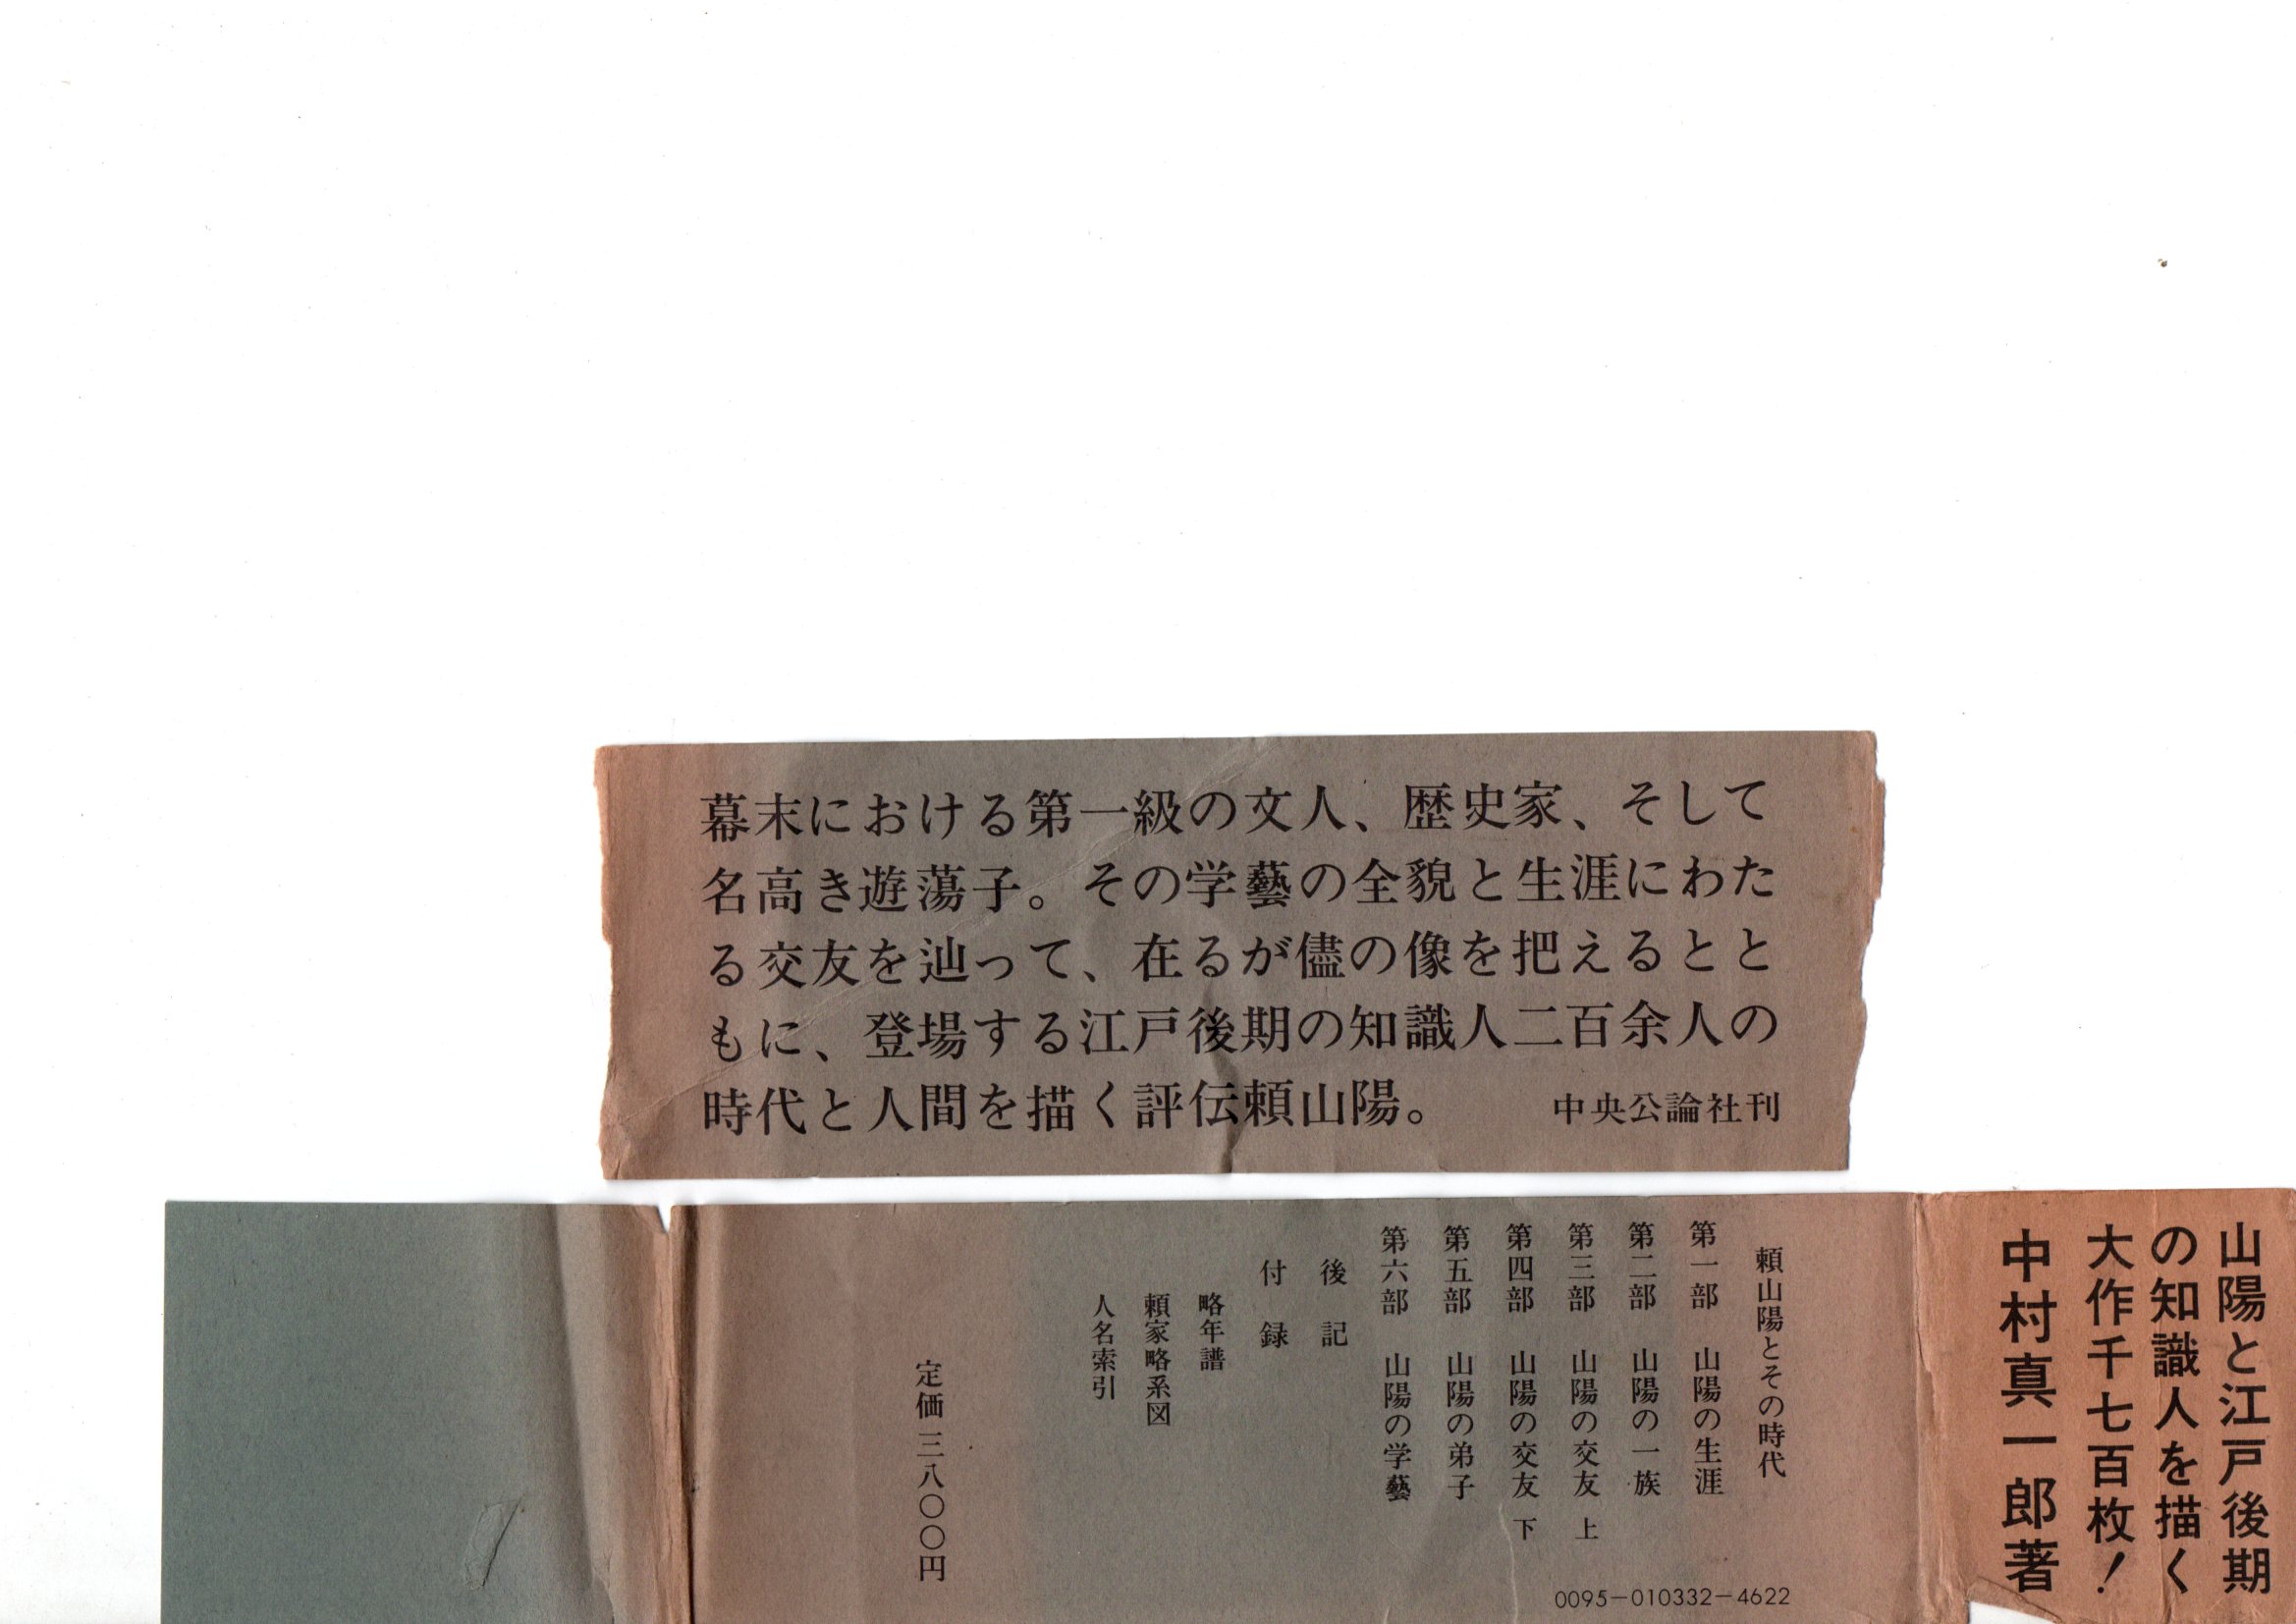 幕末における第一級の文人、歴史家、そして
名高き遊蕩子。その学藝の全貌と生涯にわた
る交友を辿って、在るが儘の像を把えるとと
もに、登場する江戸後期の知識人二百余人の
時代と人間を描く評伝頼山陽。 中央公論社刊
山陽と江戸後期
の知識人を描く
大作千七百枚!
中村真一郎著
頼山陽とその時代
第一部 山陽の生涯
第二部 山陽の一族
第三部 山陽の交友 上
第四部 山陽の交友 下
第五部 山陽の弟子
第六部 山陽の学藝
後記
付録
略年譜
頼家略系図
人名索引
定価三八〇〇円
0095-010332-4622